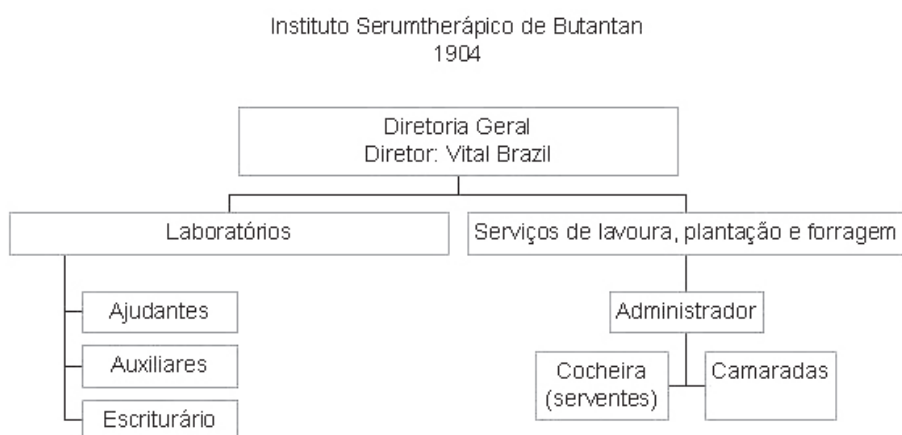 Instituto Serumtherápico de Butantan
1904
Diretoria Geral
Diretor: Vital Brazil
Laboratórios
Serviços de lavoura, plantação e forragem
Ajudantes
Auxiliares
Escriturário
Administrador
Cocheira
(serventes)
Camaradas